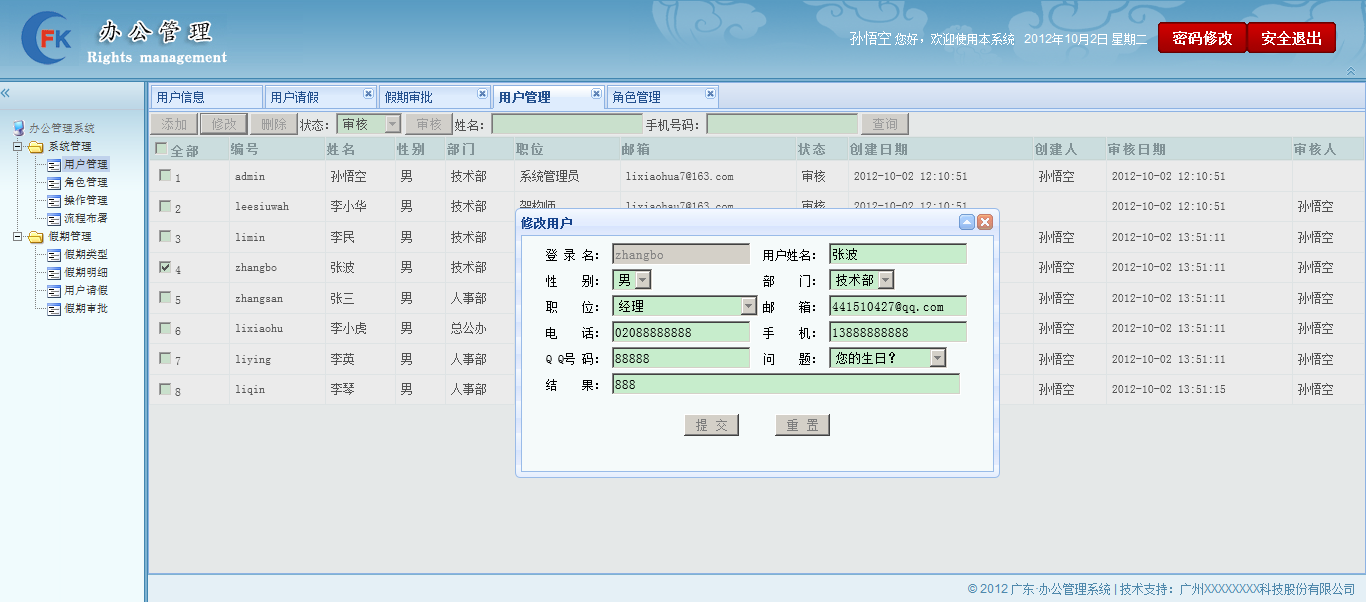 FK 办公管理
Rights management
孙悟空 您好，欢迎使用本系统 2012年10月2日 星期二 密码修改 安全退出
用户信息 用户请假 假期审批 用户管理 角色管理
添加 修改 删除 状态: 审核 审核 姓名: 手机号码: 查询
办公管理系统
系统管理
用户管理
角色管理
操作管理
流程布署
假期管理
假期类型
假期明细
用户请假
假期审批
全部 编号 姓名 性别 部门 职位 邮箱 状态 创建日期 创建人 审核日期 审核人
1 admin 孙悟空 男 技术部 系统管理员 lixiaohua7@163.com 审核 2012-10-02 12:10:51 孙悟空 2012-10-02 12:10:51
2 leesiuwah 李小华 男 技术部 架构师 lixiaohua7@163.com 审核 2012-10-02 12:10:51 2012-10-02 12:10:51 孙悟空
3 limin 李民 男 技术部 孙悟空 2012-10-02 13:51:11 孙悟空
4 zhangbo 张波 男 技术部 孙悟空 2012-10-02 13:51:11 孙悟空
5 zhangsan 张三 男 人事部 孙悟空 2012-10-02 13:51:11 孙悟空
6 lixiaohu 李小虎 男 总公办 孙悟空 2012-10-02 13:51:11 孙悟空
7 liying 李英 男 人事部 孙悟空 2012-10-02 13:51:11 孙悟空
8 liqin 李琴 男 人事部 孙悟空 2012-10-02 13:51:15 孙悟空
修改用户
登 录 名: zhangbo 用户姓名: 张波
性 别: 男 部 门: 技术部
职 位: 经理 邮 箱: 441510427@qq.com
电 话: 02088888888 手 机: 13888888888
Q Q号 码: 88888 问 题: 您的生日?
结 果: 888
提 交 重 置
© 2012 广东·办公管理系统 | 技术支持：广州XXXXXXXX科技股份有限公司